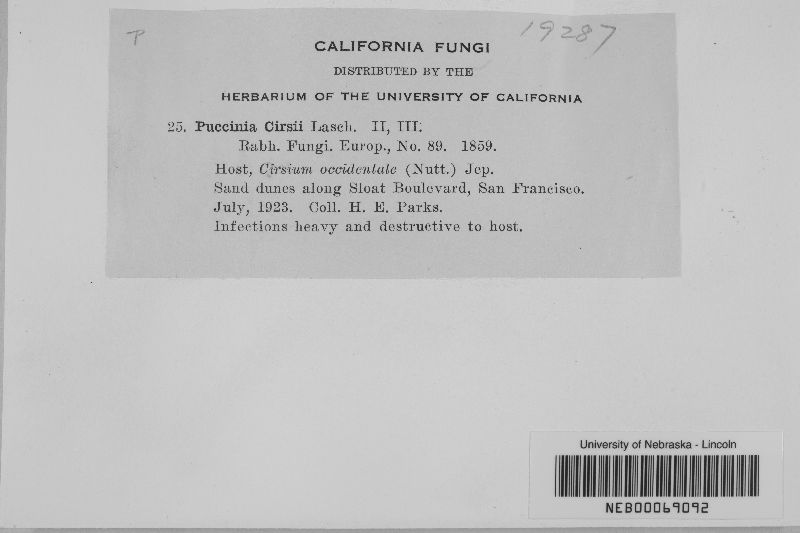 P
19287
CALIFORNIA FUNGI
DISTRIBUTED BY THE
HERBARIUM OF THE UNIVERSITY OF CALIFORNIA
25. Puccinia Cirsii Lasch. II, III.
Rabh. Fungi. Europ., No. 89. 1859.
Host, Cirsium occidentale (Nutt.) Jep.
Sand dunes along Sloat Boulevard, San Francisco.
July, 1923. Coll. H. E. Parks.
Infections heavy and destructive to host.
University of Nebraska - Lincoln
NEB00069092